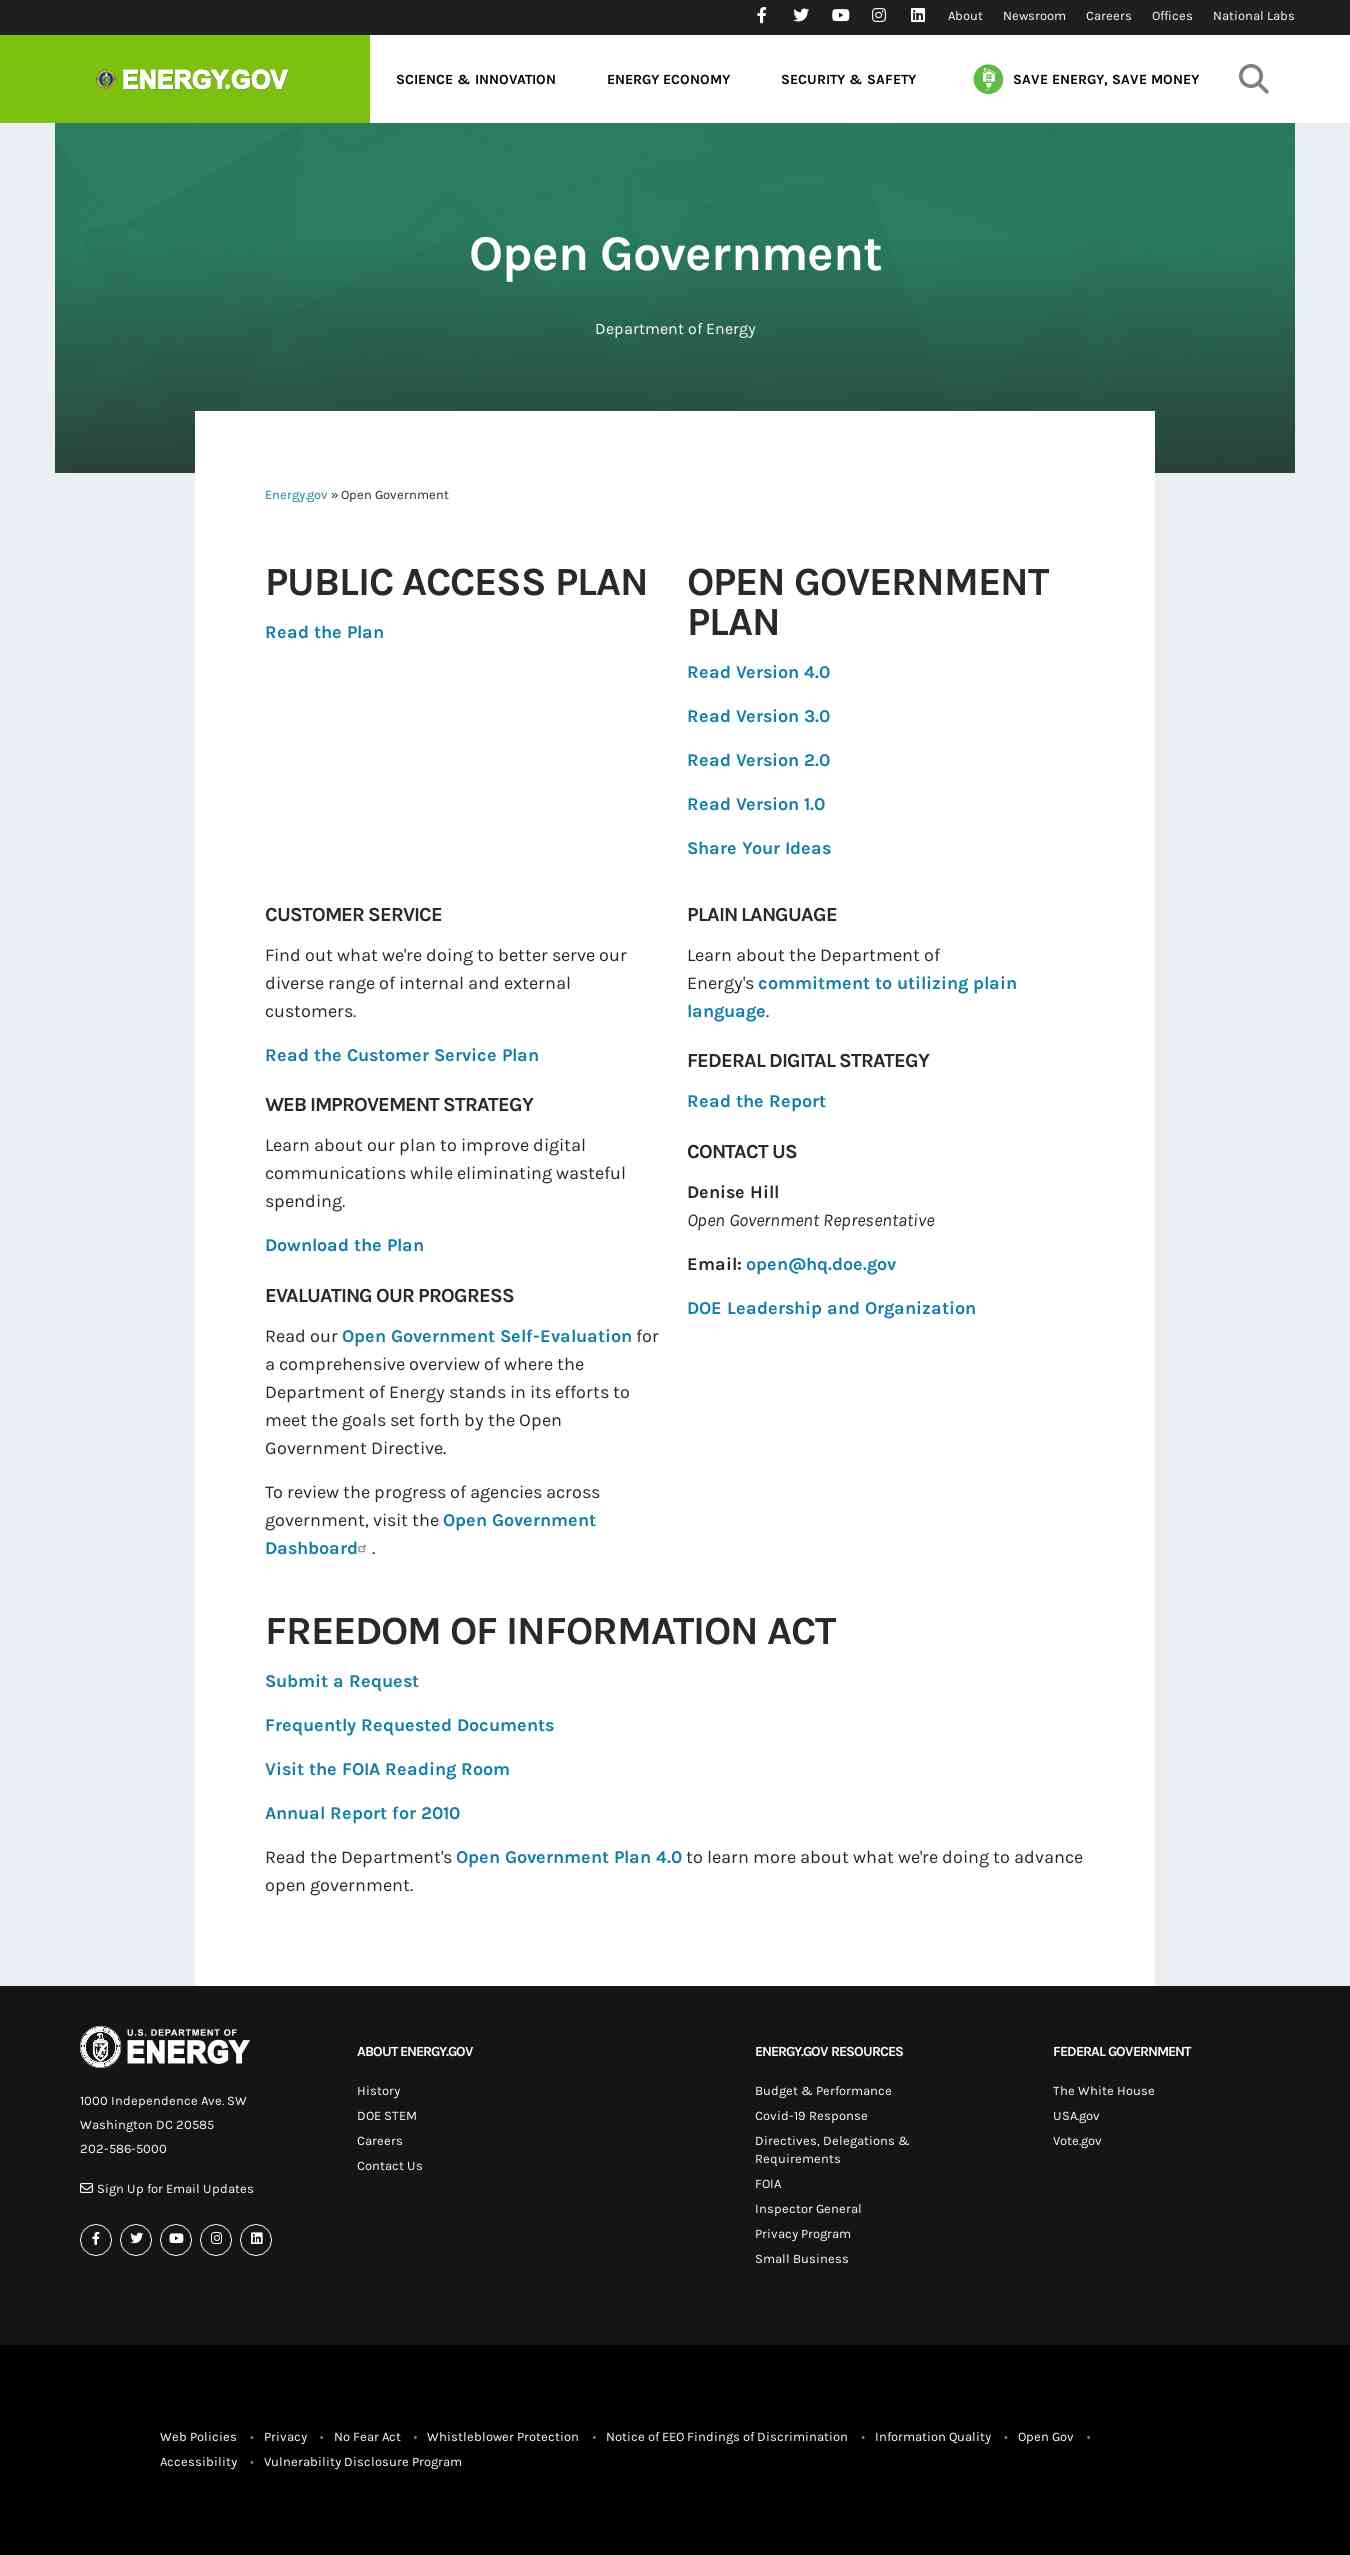 About Newsroom Careers Offices National Labs
ENERGY.GOV SCIENCE & INNOVATION ENERGY ECONOMY SECURITY & SAFETY SAVE ENERGY, SAVE MONEY
Open Government
Department of Energy
Energy.gov » Open Government
PUBLIC ACCESS PLAN
Read the Plan
OPEN GOVERNMENT
PLAN
Read Version 4.0
Read Version 3.0
Read Version 2.0
Read Version 1.0
Share Your Ideas
CUSTOMER SERVICE
Find out what we're doing to better serve our
diverse range of internal and external
customers.
Read the Customer Service Plan
WEB IMPROVEMENT STRATEGY
Learn about our plan to improve digital
communications while eliminating wasteful
spending.
Download the Plan
EVALUATING OUR PROGRESS
Read our Open Government Self-Evaluation for
a comprehensive overview of where the
Department of Energy stands in its efforts to
meet the goals set forth by the Open
Government Directive.
To review the progress of agencies across
government, visit the Open Government
Dashboard .
PLAIN LANGUAGE
Learn about the Department of
Energy's commitment to utilizing plain
language.
FEDERAL DIGITAL STRATEGY
Read the Report
CONTACT US
Denise Hill
Open Government Representative
Email: open@hq.doe.gov
DOE Leadership and Organization
FREEDOM OF INFORMATION ACT
Submit a Request
Frequently Requested Documents
Visit the FOIA Reading Room
Annual Report for 2010
Read the Department's Open Government Plan 4.0 to learn more about what we're doing to advance
open government.
U.S. DEPARTMENT OF
ENERGY
1000 Independence Ave. SW
Washington DC 20585
202-586-5000
Sign Up for Email Updates
ABOUT ENERGY.GOV
History
DOE STEM
Careers
Contact Us
ENERGY.GOV RESOURCES
Budget & Performance
Covid-19 Response
Directives, Delegations &
Requirements
FOIA
Inspector General
Privacy Program
Small Business
FEDERAL GOVERNMENT
The White House
USA.gov
Vote.gov
Web Policies • Privacy • No Fear Act • Whistleblower Protection • Notice of EEO Findings of Discrimination • Information Quality • Open Gov •
Accessibility • Vulnerability Disclosure Program